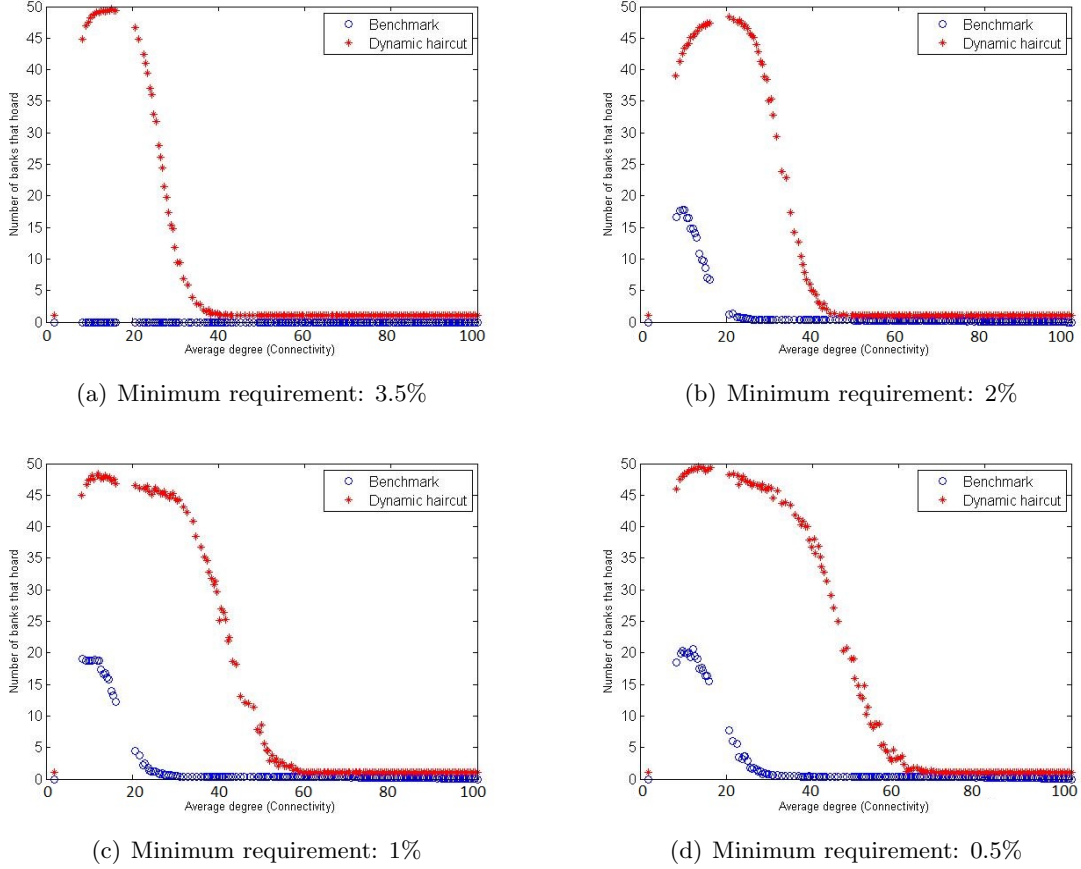 50
45
40
35
30
25
20
15
10
5
0
Number of banks that hoard
Benchmark
Dynamic haircut
0 20 40 60 80 100
Average degree (Connectivity)
(a) Minimum requirement: 3.5%
50
45
40
35
30
25
20
15
10
5
0
Number of banks that hoard
Benchmark
Dynamic haircut
0 20 40 60 80 100
Average degree (Connectivity)
(b) Minimum requirement: 2%
50
45
40
35
30
25
20
15
10
5
0
Number of banks that hoard
Benchmark
Dynamic haircut
0 20 40 60 80 100
Average degree (Connectivity)
(c) Minimum requirement: 1%
50
45
40
35
30
25
20
15
10
5
0
Number of banks that hoard
Benchmark
Dynamic haircut
0 20 40 60 80 100
Average degree (Connectivity)
(d) Minimum requirement: 0.5%